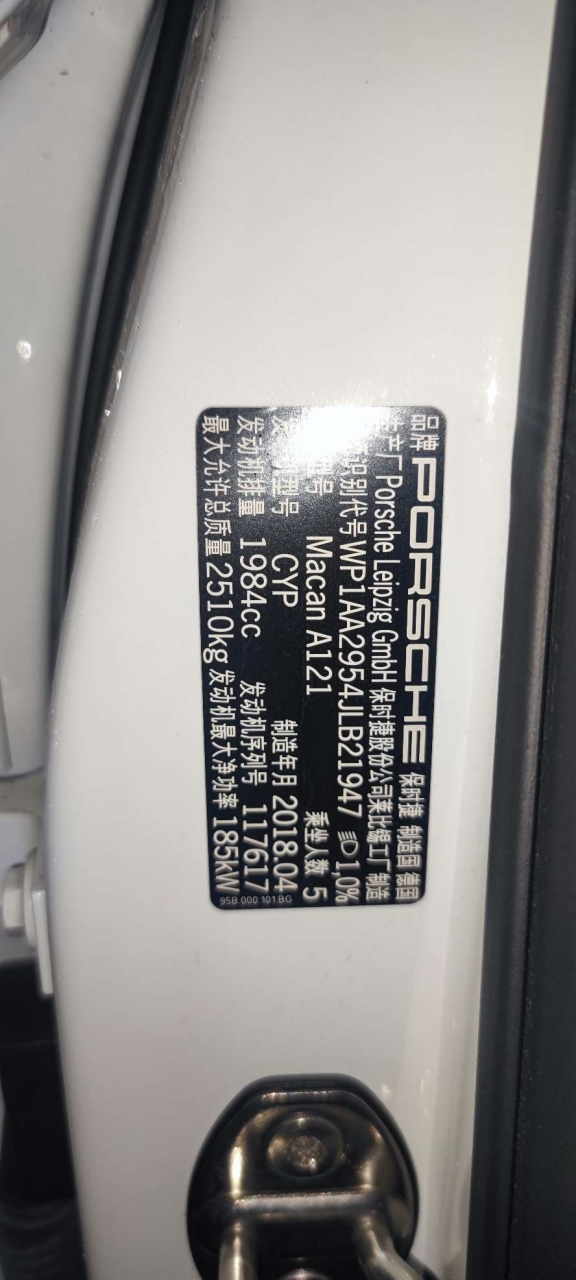 品牌 PORSCHE 保时捷 制造国 德国
生产厂 Porsche Leipzig GmbH 保时捷股份公司莱比锡工厂 制造
识别代号 WP1AA2954JLB21947 1,0%
型号 Macan A121 乘坐人数 5
发动机型号 CYP 制造年月 2018.04
发动机排量 1984cc 发动机序列号 117617
最大允许总质量 2510kg 发动机最大净功率 185kW
95B 000 101 BG